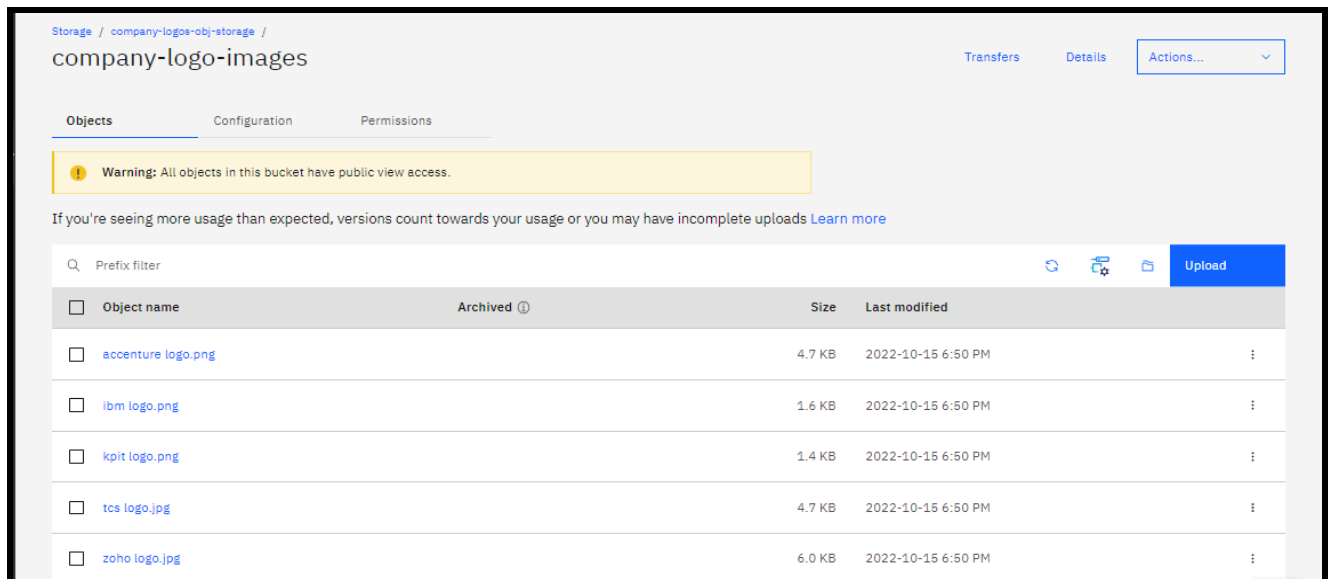 Storage / company-logos-obj-storage /
company-logo-images
Transfers Details Actions...
Objects Configuration Permissions
Warning: All objects in this bucket have public view access.
If you're seeing more usage than expected, versions count towards your usage or you may have incomplete uploads Learn more
Prefix filter Upload
Object name Archived Size Last modified
accenture logo.png 4.7 KB 2022-10-15 6:50 PM
ibm logo.png 1.6 KB 2022-10-15 6:50 PM
kpit logo.png 1.4 KB 2022-10-15 6:50 PM
tcs logo.jpg 4.7 KB 2022-10-15 6:50 PM
zoho logo.jpg 6.0 KB 2022-10-15 6:50 PM